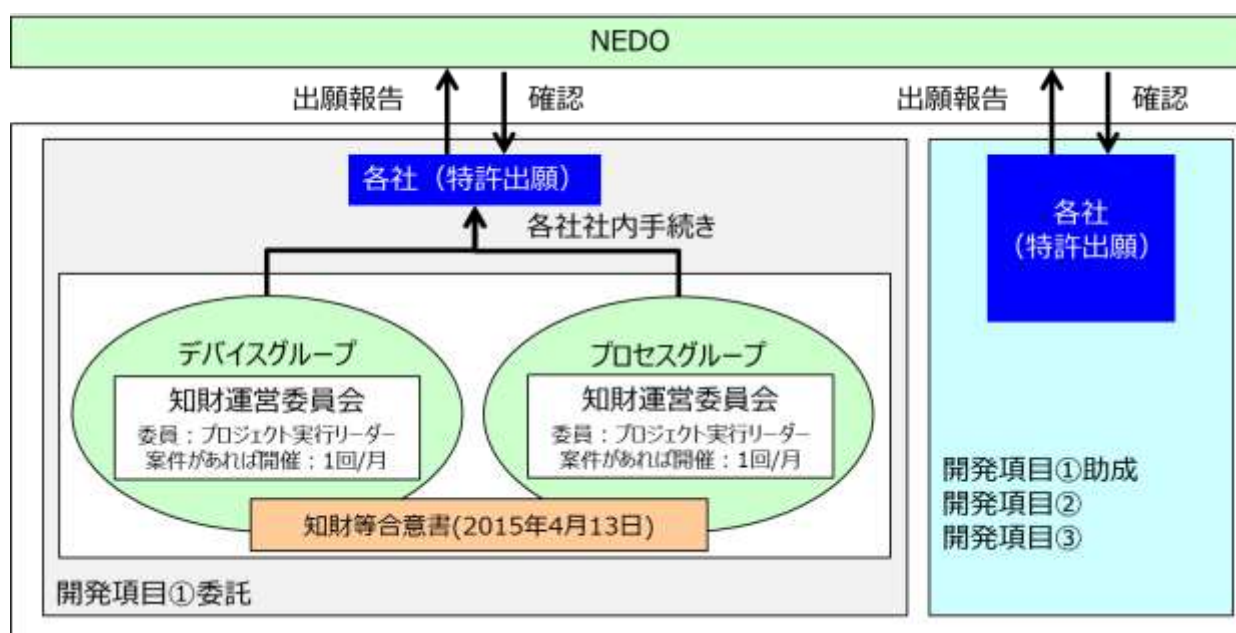 NEDO
出願報告
確認
出願報告
確認
各社（特許出願）
各社社内手続き
デバイスグループ
知財運営委員会
委員：プロジェクト実行リーダー
案件があれば開催：1回/月
プロセスグループ
知財運営委員会
委員：プロジェクト実行リーダー
案件があれば開催：1回/月
知財等合意書(2015年4月13日)
開発項目①委託
各社
（特許出願）
開発項目①助成
開発項目②
開発項目③